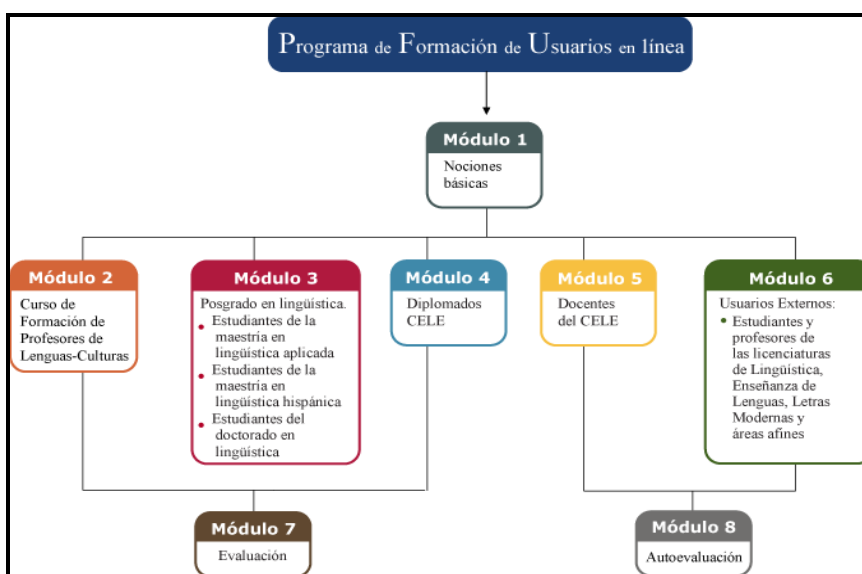 Programa de Formación de Usuarios en línea
Módulo 1
Nociones
básicas
Módulo 2
Curso de
Formación de
Profesores de
Lenguas-Culturas
Módulo 3
Posgrado en lingüística.
• Estudiantes de la
maestría en
lingüística aplicada
• Estudiantes de la
maestría en
lingüística hispánica
• Estudiantes del
doctorado en
lingüística
Módulo 4
Diplomados
CELE
Módulo 5
Docentes
del CELE
Módulo 6
Usuarios Externos:
• Estudiantes y
profesores de
las licenciaturas
de Lingüística,
Enseñanza de
Lenguas, Letras
Modernas y
áreas afines
Módulo 7
Evaluación
Módulo 8
Autoevaluación